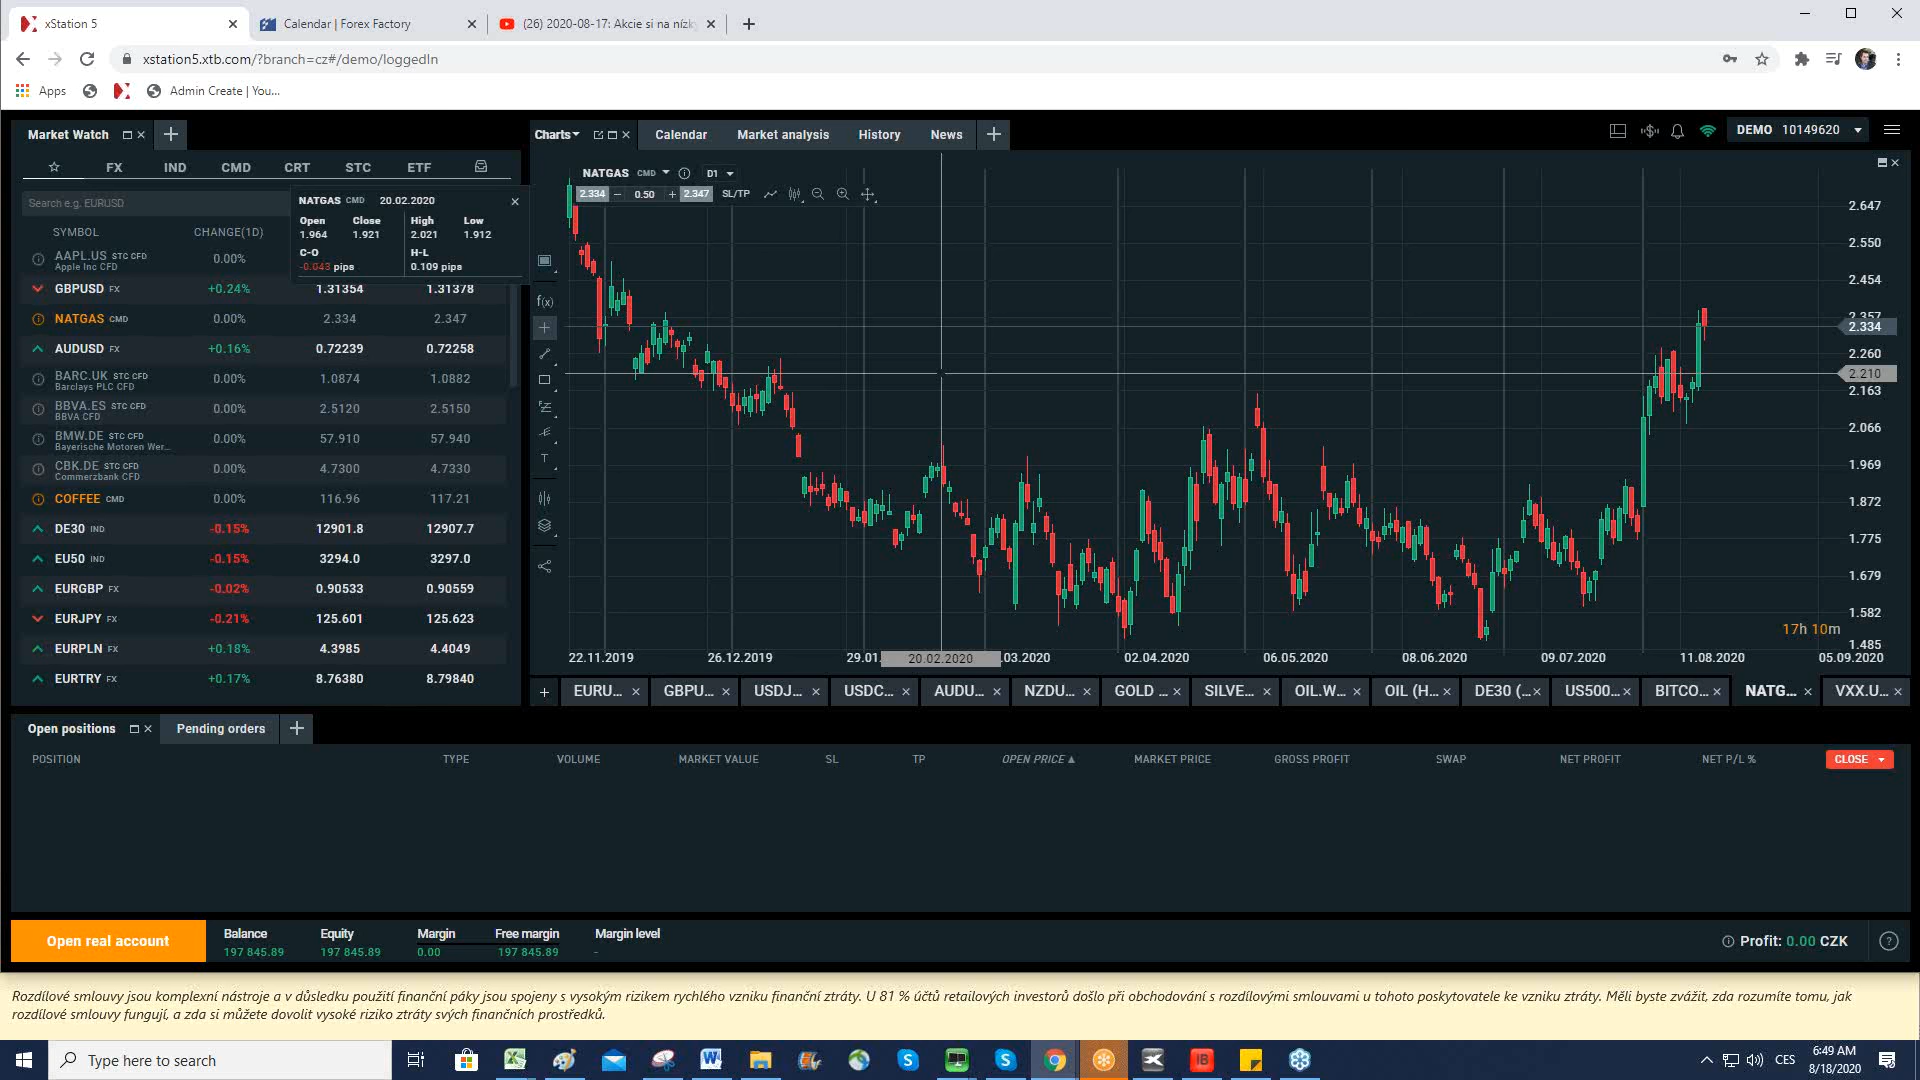 xStation 5
Calendar | Forex Factory
(26) 2020-08-17: Akcie si na nízk
xstation5.xtb.com/?branch=cz#/demo/loggedIn
Apps
Admin Create | You...
Market Watch
Charts
Calendar
Market analysis
History
News
DEMO 10149620
FX IND CMD CRT STC ETF
Search e.g. EURUSD
SYMBOL CHANGE(1D)
NATGAS CMD 20.02.2020
Open Close High Low
1.964 1.921 2.021 1.912
C-O H-L
-0.043 pips 0.109 pips
AAPL.US STC CFD 0.00%
Apple Inc CFD
GBPUSD FX +0.24% 1.31354 1.31378
NATGAS CMD 0.00% 2.334 2.347
AUDUSD FX +0.16% 0.72239 0.72258
BARC.UK STC CFD 0.00% 1.0874 1.0882
Barclays PLC CFD
BBVA.ES STC CFD 0.00% 2.5120 2.5150
BBVA CFD
BMW.DE STC CFD 0.00% 57.910 57.940
Bayerische Motoren Wer...
CBK.DE STC CFD 0.00% 4.7300 4.7330
Commerzbank CFD
COFFEE CMD 0.00% 116.96 117.21
DE30 IND -0.15% 12901.8 12907.7
EU50 IND -0.15% 3294.0 3297.0
EURGBP FX -0.02% 0.90533 0.90559
EURJPY FX -0.21% 125.601 125.623
EURPLN FX +0.18% 4.3985 4.4049
EURTRY FX +0.17% 8.76380 8.79840
NATGAS CMD D1
2.334 0.50 2.347 SL/TP
f(x)
T
2.647
2.550
2.454
2.357
2.334
2.260
2.210
2.163
2.066
1.969
1.872
1.775
1.679
1.582
1.485
17h 10m
22.11.2019 26.12.2019 29.01. 20.02.2020 .03.2020 02.04.2020 06.05.2020 08.06.2020 09.07.2020 11.08.2020 05.09.2020
EURU... GBPU... USDJ... USDC... AUDU... NZDU... GOLD ... SILVE... OIL.W... OIL (H... DE30 (... US500... BITCO... NATG... VXX.U...
Open positions
Pending orders
POSITION TYPE VOLUME MARKET VALUE SL TP OPEN PRICE MARKET PRICE GROSS PROFIT SWAP NET PROFIT NET P/L % CLOSE
Open real account
Balance Equity Margin Free margin Margin level
197 845.89 197 845.89 0.00 197 845.89 -
Profit: 0.00 CZK
Rozdílové smlouvy jsou komplexní nástroje a v důsledku použití finanční páky jsou spojeny s vysokým rizikem rychlého vzniku finanční ztráty. U 81 % účtů retailových investorů došlo při obchodování s rozdílovými smlouvami u tohoto poskytovatele ke vzniku ztráty. Měli byste zvážit, zda rozumíte tomu, jak
rozdílové smlouvy fungují, a zda si můžete dovolit vysoké riziko ztráty svých finančních prostředků.
Type here to search
CES
6:49 AM
8/18/2020